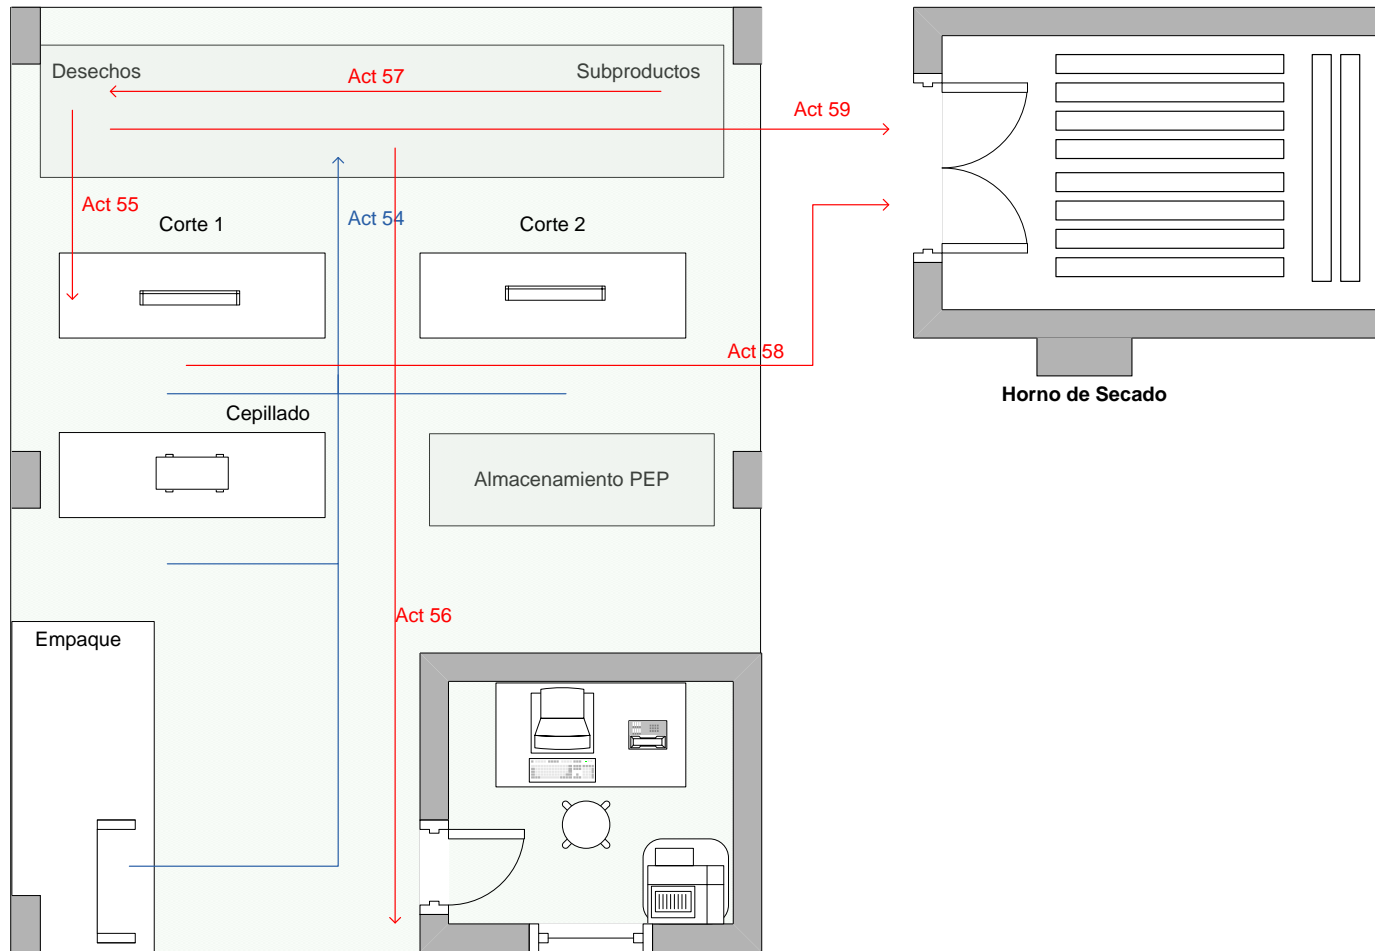 Desechos
Act 57
Subproductos
Act 59
Act 55
Corte 1
Act 54
Corte 2
Act 58
Horno de Secado
Cepillado
Almacenamiento PEP
Act 56
Empaque